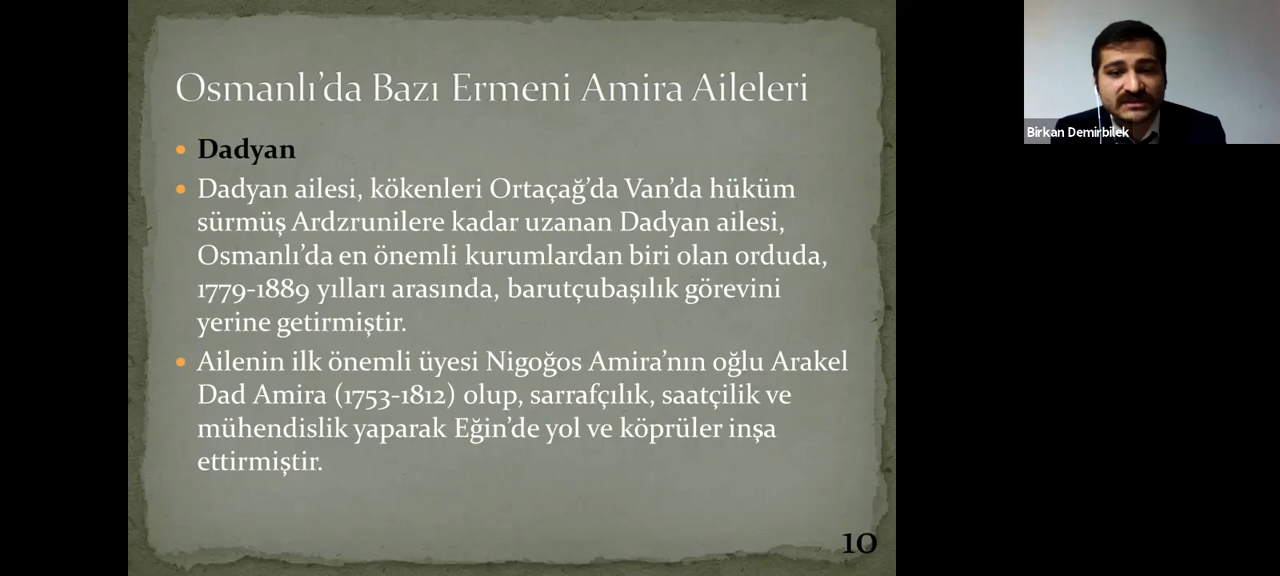 Osmanlı'da Bazı Ermeni Amira Aileleri
Dadyan
Dadyan ailesi, kökenleri Ortaçağ'da Van'da hüküm
sürmüş Ardzrunilere kadar uzanan Dadyan ailesi,
Osmanlı'da en önemli kurumlardan biri olan orduda,
1779-1889 yılları arasında, barutçubaşılık görevini
yerine getirmiştir.
Ailenin ilk önemli üyesi Nigoğos Amira'nın oğlu Arakel
Dad Amira (1753-1812) olup, sarrafçılık, saatçilik ve
mühendislik yaparak Eğin'de yol ve köprüler inşa
ettirmiştir.
10
Birkan Demirbilek